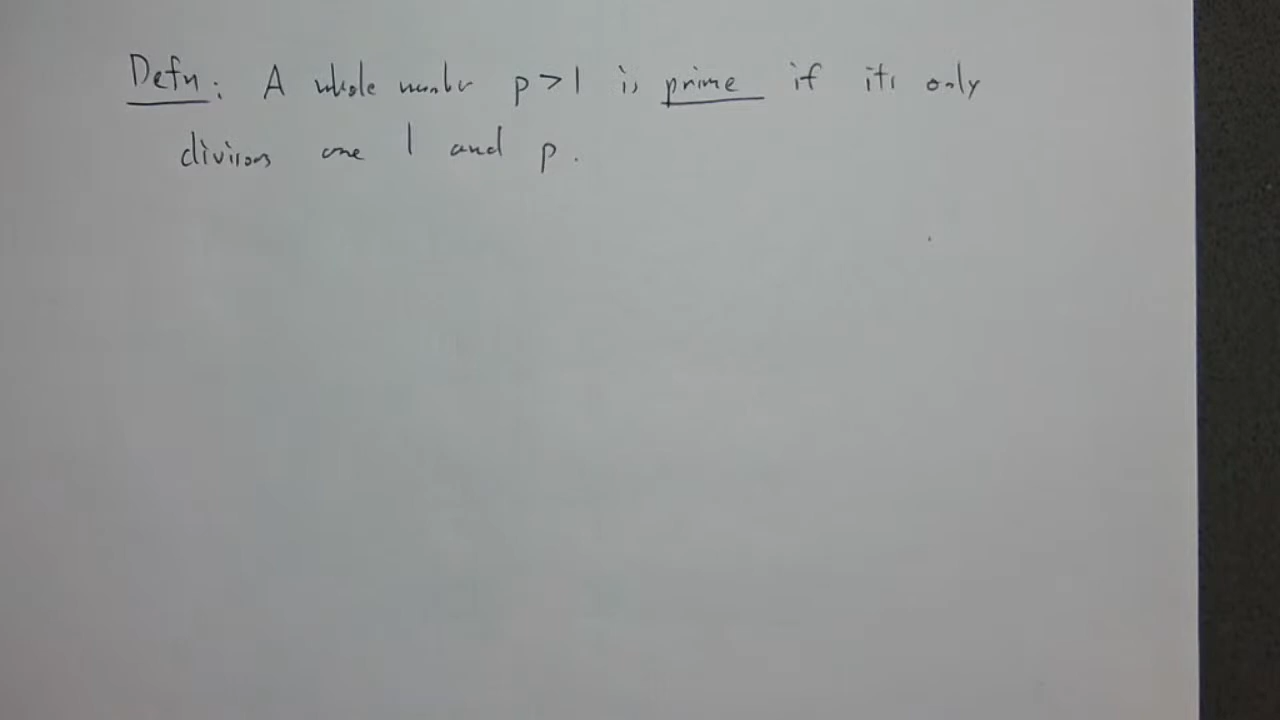 Defn: A whole number p > 1 is prime if its only
divisors are 1 and p.